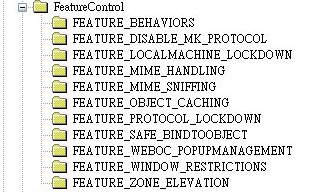 FeatureControl
FEATURE_BEHAVIORS
FEATURE_DISABLE_MK_PROTOCOL
FEATURE_LOCALMACHINE_LOCKDOWN
FEATURE_MIME_HANDLING
FEATURE_MIME_SNIFFING
FEATURE_OBJECT_CACHING
FEATURE_PROTOCOL_LOCKDOWN
FEATURE_SAFE_BINDTOOBJECT
FEATURE_WEBOC_POPUPMANAGEMENT
FEATURE_WINDOW_RESTRICTIONS
FEATURE_ZONE_ELEVATION